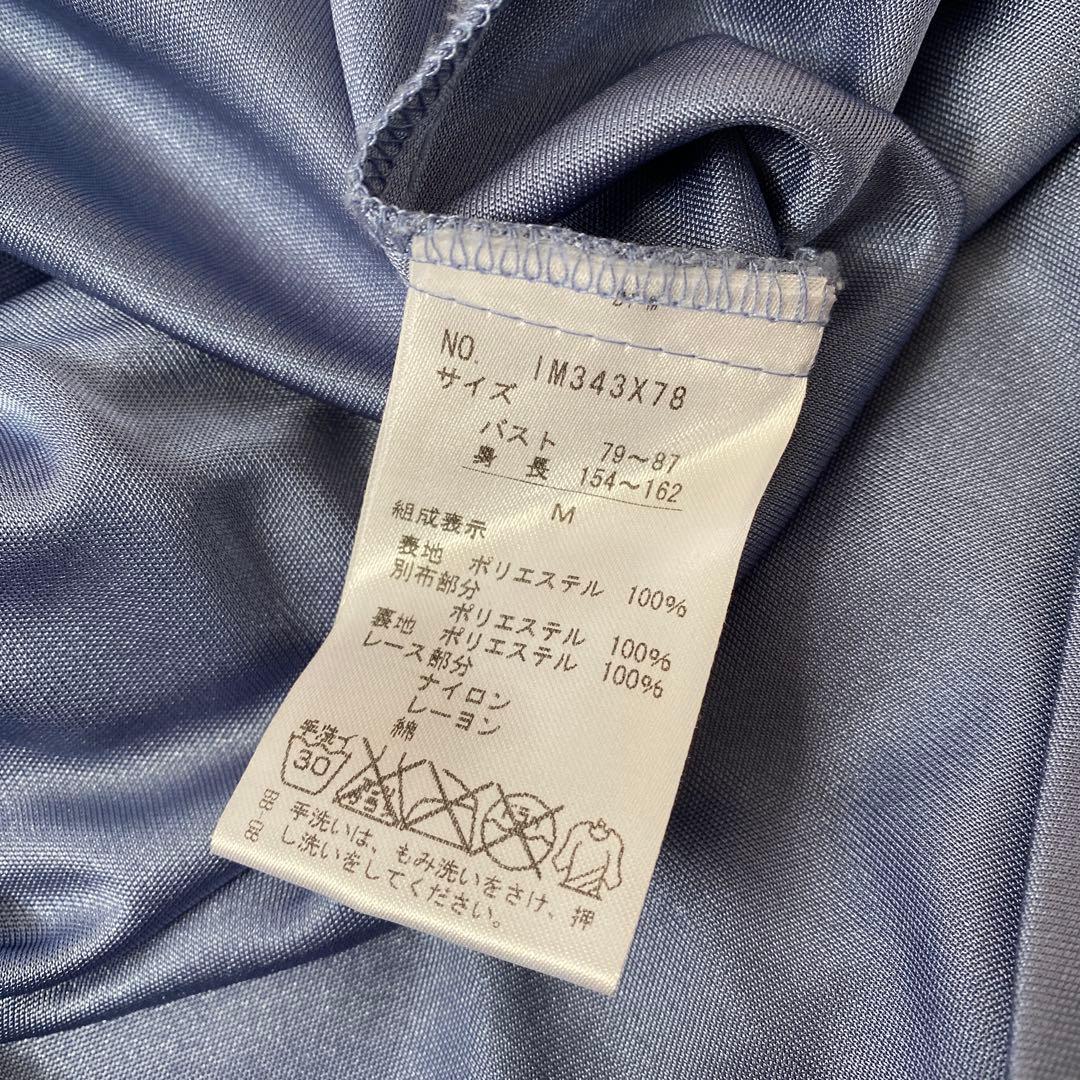 NO. IM343X78
サイズ
バスト 79～87
身長 154～162
M
組成表示
表地 ポリエステル 100%
別布部分
ポリエステル 100%
裏地 ポリエステル 100%
レース部分
ナイロン
レーヨン
綿
手洗イ
30
手洗いは、もみ洗いをさけ、押
し洗いをしてください。